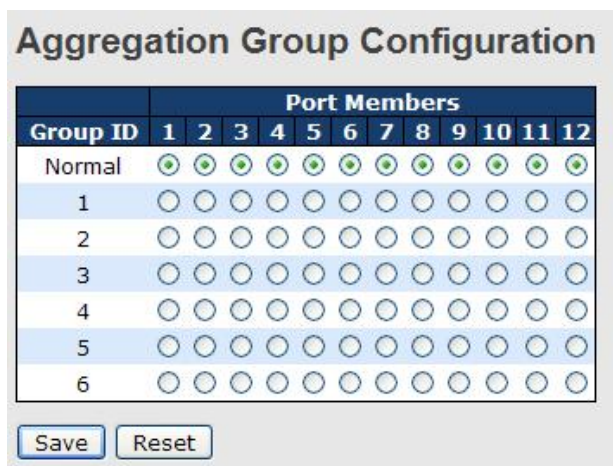 Aggregation Group Configuration
Port Members
Group ID 1 2 3 4 5 6 7 8 9 10 11 12
Normal
1
2
3
4
5
6
Save Reset